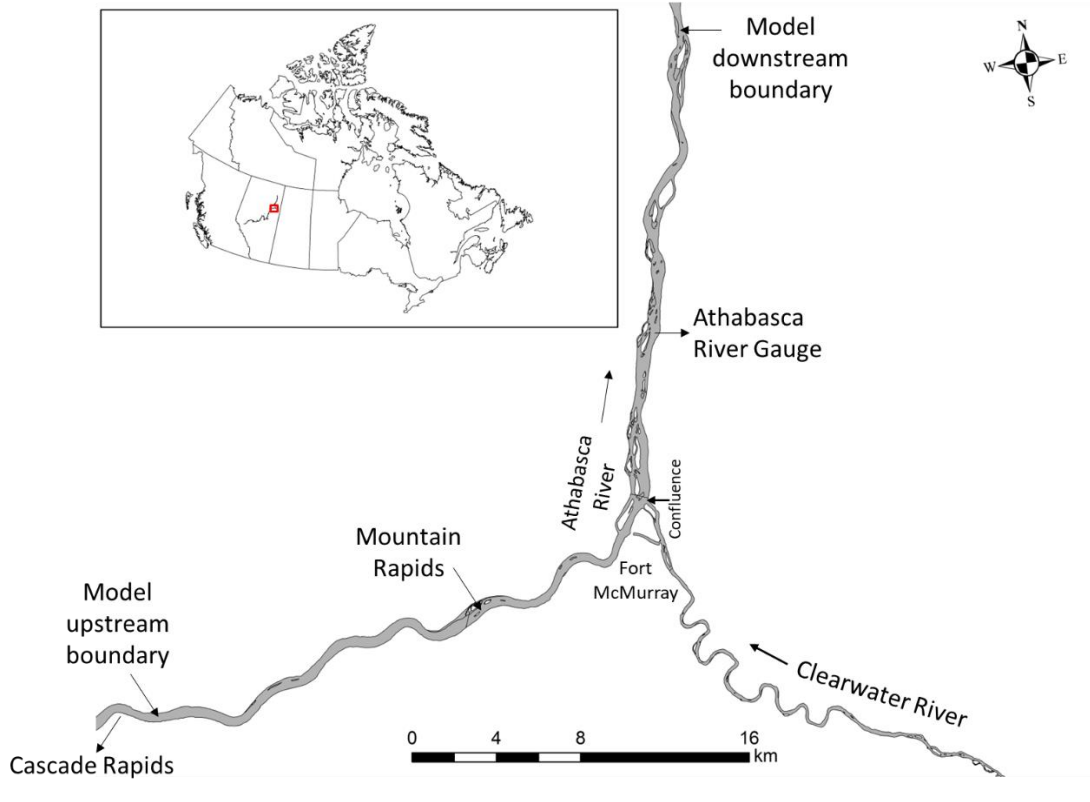 Model
downstream
boundary
N
W
E
S
Athabasca
River Gauge
Athabasca
River
Confluence
Mountain
Rapids
Fort
McMurray
Model
upstream
boundary
Clearwater River
Cascade Rapids
0 4 8 16
km